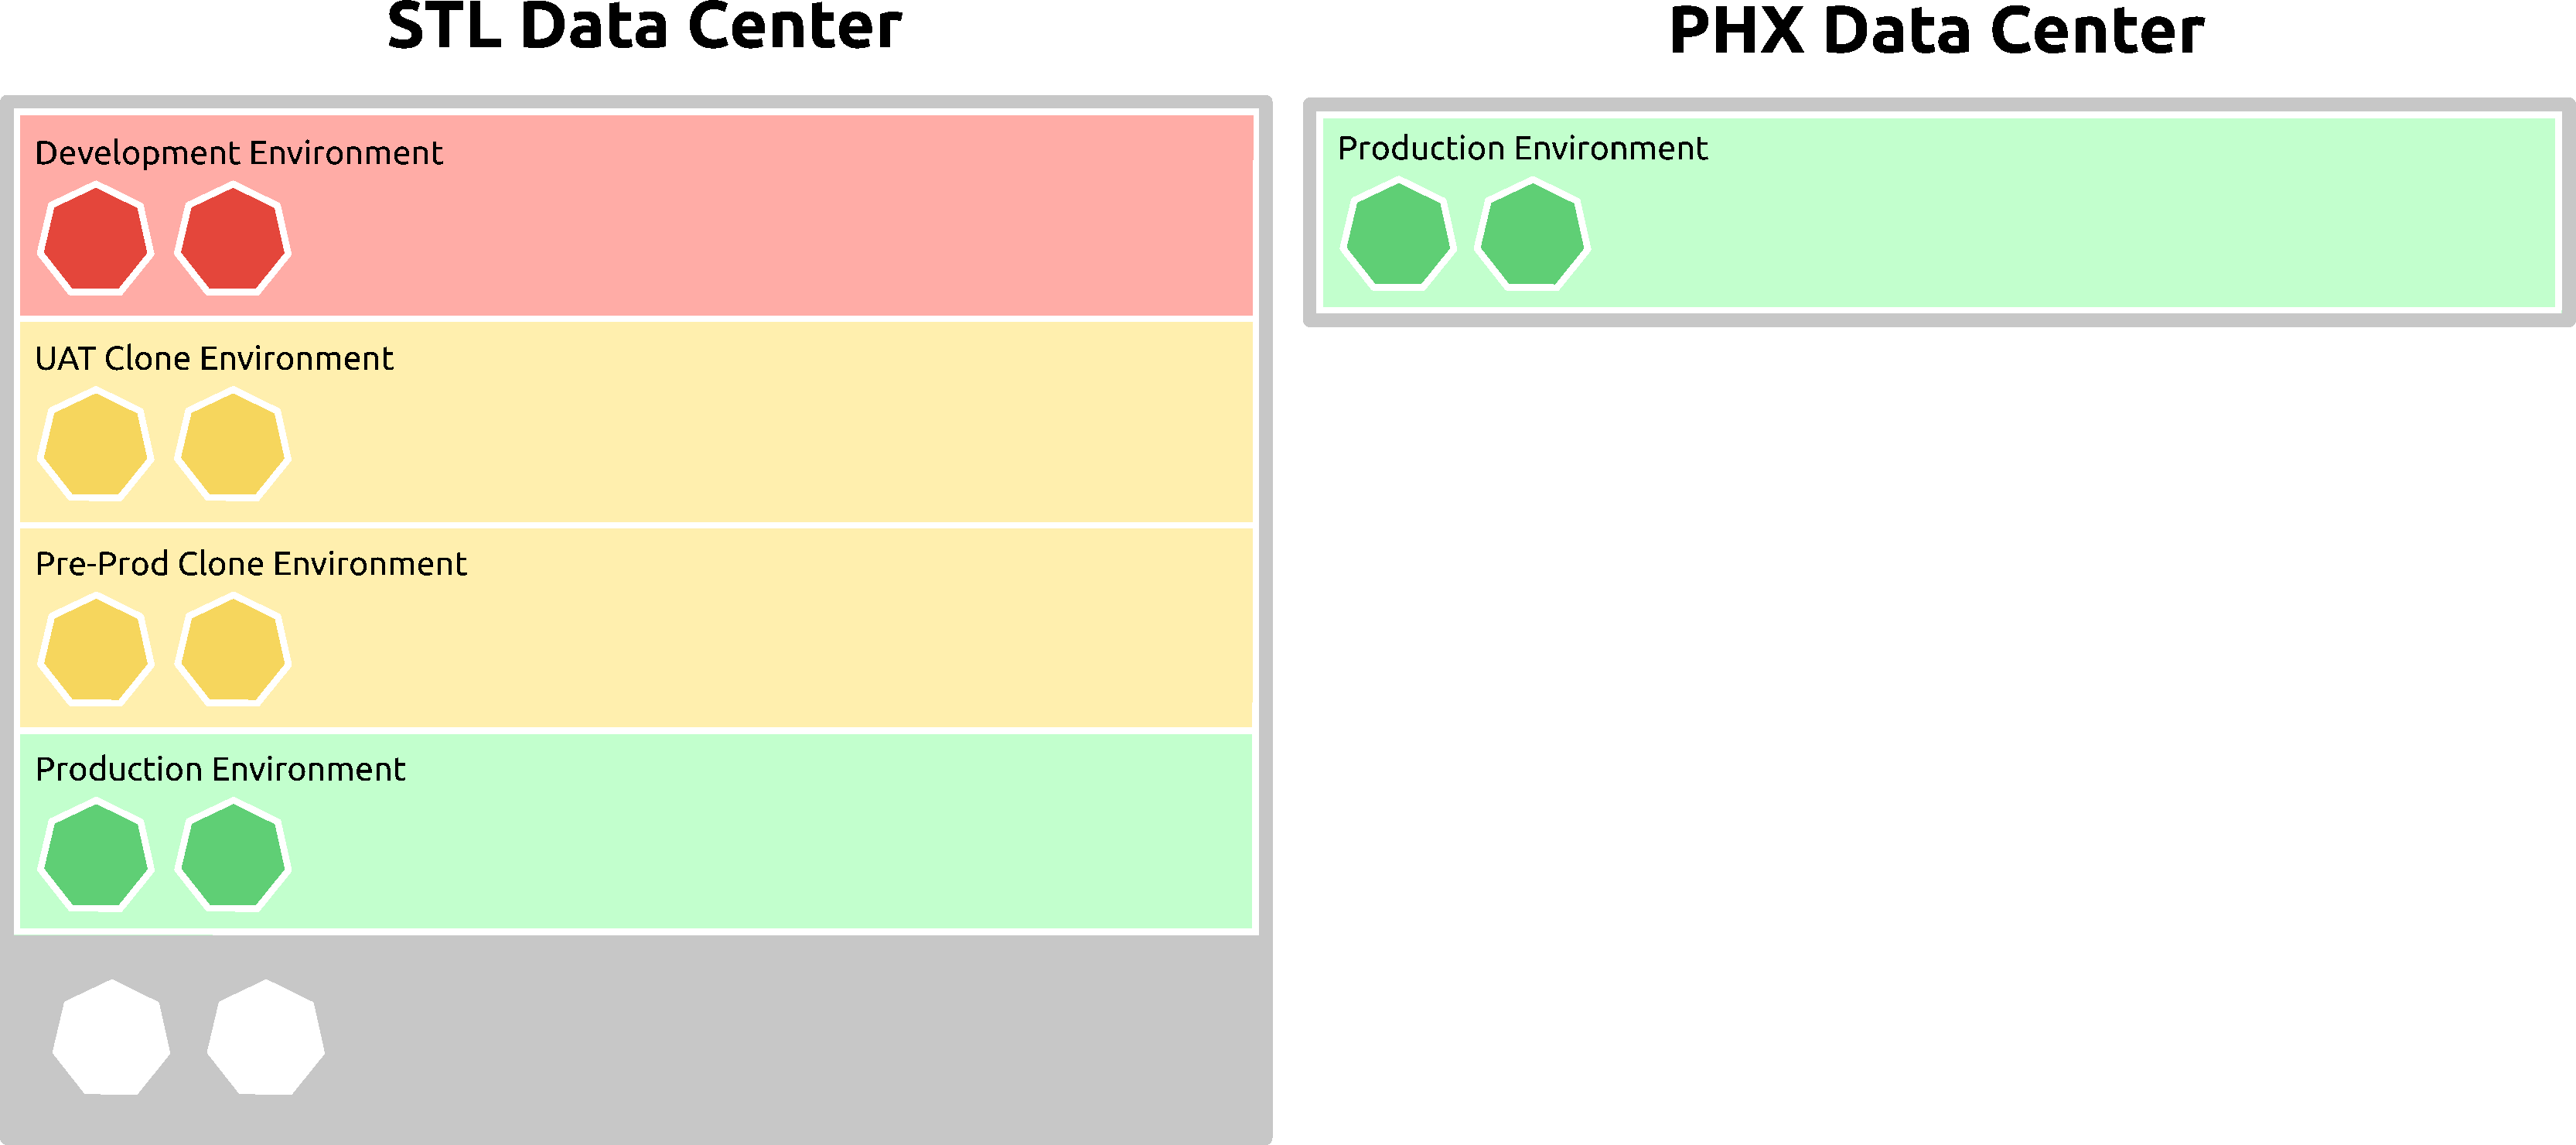 STL Data Center
PHX Data Center
Development Environment
UAT Clone Environment
Pre-Prod Clone Environment
Production Environment
Production Environment